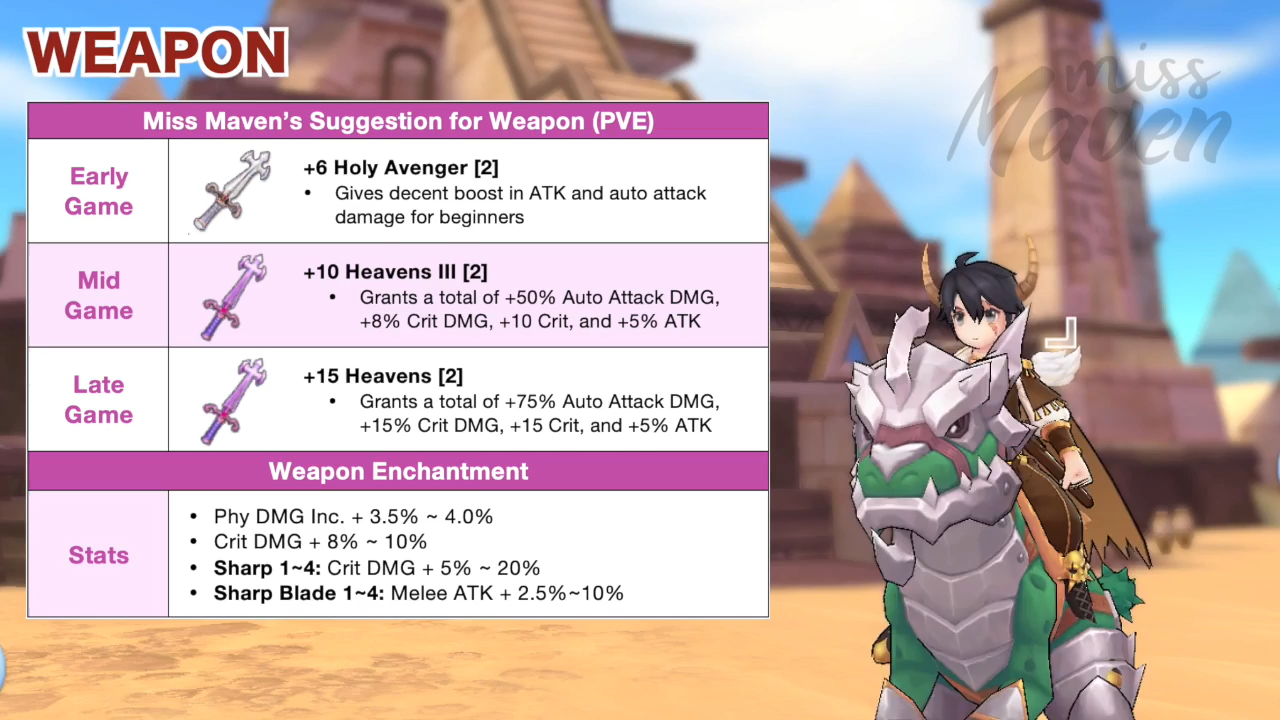 WEAPON
miss
Maven
Miss Maven's Suggestion for Weapon (PVE)
Early
Game
+6 Holy Avenger [2]
• Gives decent boost in ATK and auto attack
damage for beginners
Mid
Game
+10 Heavens III [2]
• Grants a total of +50% Auto Attack DMG,
+8% Crit DMG, +10 Crit, and +5% ATK
Late
Game
+15 Heavens [2]
• Grants a total of +75% Auto Attack DMG,
+15% Crit DMG, +15 Crit, and +5% ATK
Weapon Enchantment
Stats
• Phy DMG Inc. + 3.5% ~ 4.0%
• Crit DMG + 8% ~ 10%
• Sharp 1~4: Crit DMG + 5% ~ 20%
• Sharp Blade 1~4: Melee ATK + 2.5%~10%